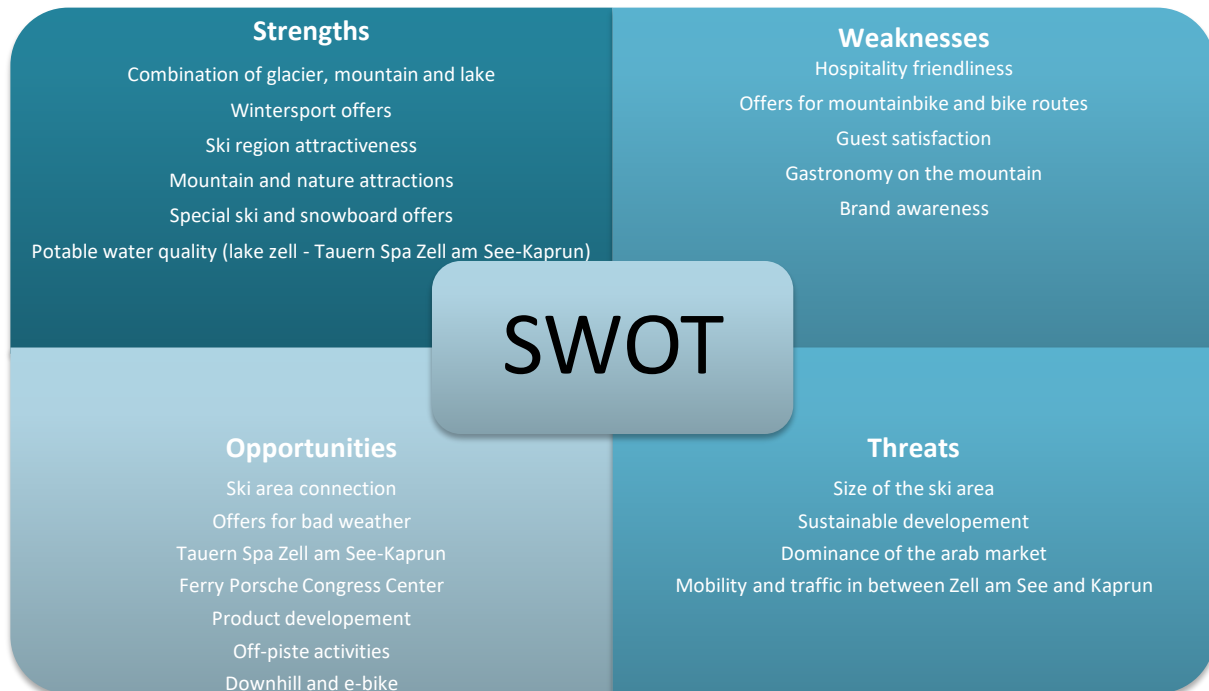 Strengths
Combination of glacier, mountain and lake
Wintersport offers
Ski region attractiveness
Mountain and nature attractions
Special ski and snowboard offers
Potable water quality (lake zell - Tauern Spa Zell am See-Kaprun)
Weaknesses
Hospitality friendliness
Offers for mountainbike and bike routes
Guest satisfaction
Gastronomy on the mountain
Brand awareness
SWOT
Opportunities
Ski area connection
Offers for bad weather
Tauern Spa Zell am See-Kaprun
Ferry Porsche Congress Center
Product developement
Off-piste activities
Downhill and e-bike
Threats
Size of the ski area
Sustainable developement
Dominance of the arab market
Mobility and traffic in between Zell am See and Kaprun